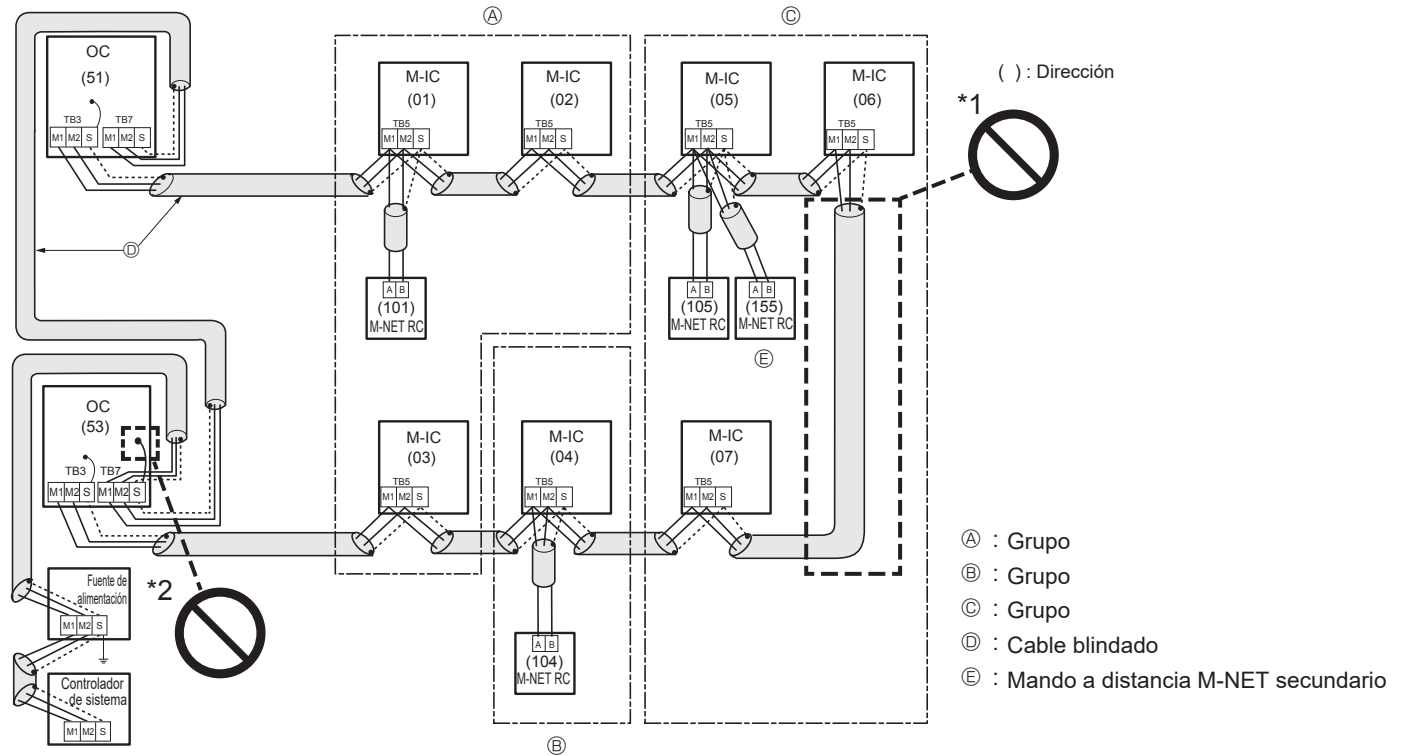 Ⓐ
Ⓒ
OC
(51)
TB3 TB7
M1 M2 S M1 M2 S
M-IC
(01)
TB5
M1 M2 S
M-IC
(02)
TB5
M1 M2 S
M-IC
(05)
TB5
M1 M2 S
M-IC
(06)
TB5
M1 M2 S
( ) : Dirección
*1
Ⓓ
A B
(101)
M-NET RC
A B
(105)
M-NET RC
A B
(155)
M-NET RC
Ⓔ
OC
(53)
TB3 TB7
M1 M2 S M1 M2 S
M-IC
(03)
TB5
M1 M2 S
M-IC
(04)
TB5
M1 M2 S
M-IC
(07)
TB5
M1 M2 S
*2
Fuente de
alimentación
M1 M2 S
Controlador
de sistema
M1 M2 S
A B
(104)
M-NET RC
Ⓑ
Ⓐ : Grupo
Ⓑ : Grupo
Ⓒ : Grupo
Ⓓ : Cable blindado
Ⓔ : Mando a distancia M-NET secundario